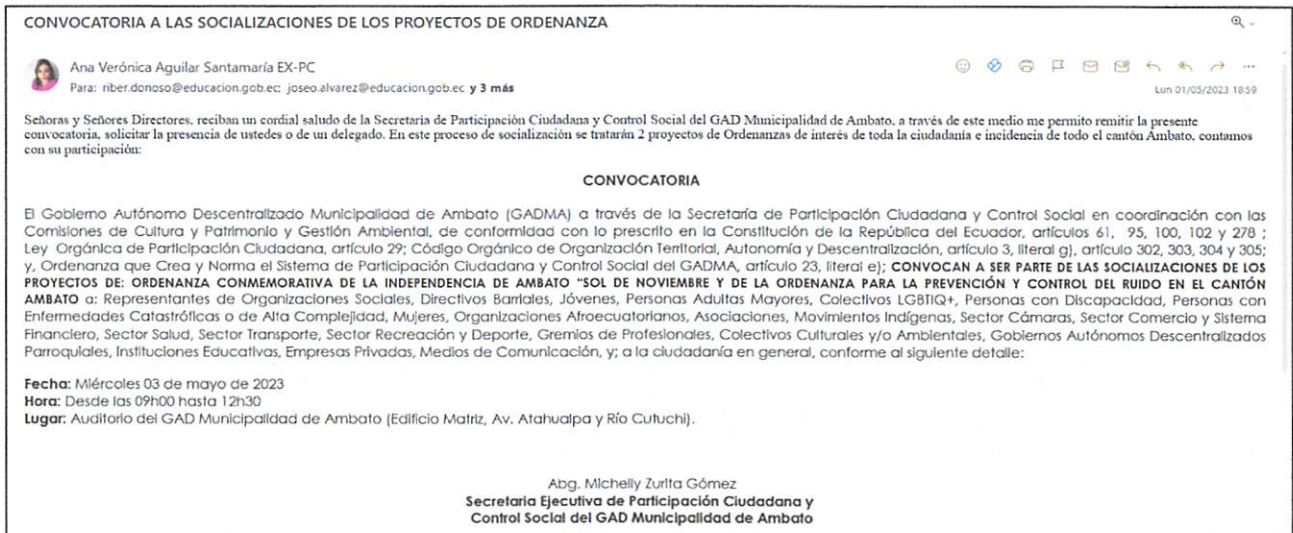 CONVOCATORIA A LAS SOCIALIZACIONES DE LOS PROYECTOS DE ORDENANZA
Ana Verónica Aguilar Santamaría EX-PC
Para: riber.donoso@educacion.gob.ec; joseo.alvarez@educacion.gob.ec y 3 más
Lun 01/05/2023 18:59
Señoras y Señores Directores, reciban un cordial saludo de la Secretaria de Participación Ciudadana y Control Social del GAD Municipalidad de Ambato, a través de este medio me permito remitir la presente
convocatoria, solicitar la presencia de ustedes o de un delegado. En este proceso de socialización se tratarán 2 proyectos de Ordenanzas de interés de toda la ciudadanía e incidencia de todo el cantón Ambato, contamos
con su participación:
CONVOCATORIA
El Gobierno Autónomo Descentralizado Municipalidad de Ambato (GADMA) a través de la Secretaría de Participación Ciudadana y Control Social en coordinación con las
Comisiones de Cultura y Patrimonio y Gestión Ambiental, de conformidad con lo prescrito en la Constitución de la República del Ecuador, artículos 61, 95, 100, 102 y 278 ;
Ley Orgánica de Participación Ciudadana, artículo 29; Código Orgánico de Organización Territorial, Autonomía y Descentralización, artículo 3, literal g), artículo 302, 303, 304 y 305;
y, Ordenanza que Crea y Norma el Sistema de Participación Ciudadana y Control Social del GADMA, artículo 23, literal e); CONVOCAN A SER PARTE DE LAS SOCIALIZACIONES DE LOS
PROYECTOS DE: ORDENANZA CONMEMORATIVA DE LA INDEPENDENCIA DE AMBATO "SOL DE NOVIEMBRE Y DE LA ORDENANZA PARA LA PREVENCIÓN Y CONTROL DEL RUIDO EN EL CANTÓN
AMBATO a: Representantes de Organizaciones Sociales, Directivos Barriales, Jóvenes, Personas Adultas Mayores, Colectivos LGBTIQ+, Personas con Discapacidad, Personas con
Enfermedades Catastróficas o de Alta Complejidad, Mujeres, Organizaciones Afroecuatorianos, Asociaciones, Movimientos Indígenas, Sector Cámaras, Sector Comercio y Sistema
Financiero, Sector Salud, Sector Transporte, Sector Recreación y Deporte, Gremios de Profesionales, Colectivos Culturales y/o Ambientales, Gobiernos Autónomos Descentralizados
Parroquiales, Instituciones Educativas, Empresas Privadas, Medios de Comunicación, y; a la ciudadanía en general, conforme al siguiente detalle:
Fecha: Miércoles 03 de mayo de 2023
Hora: Desde las 09h00 hasta 12h30
Lugar: Auditorio del GAD Municipalidad de Ambato (Edificio Matriz, Av. Atahualpa y Río Cutuchi).
Abg. Michelly Zurita Gómez
Secretaria Ejecutiva de Participación Ciudadana y
Control Social del GAD Municipalidad de Ambato